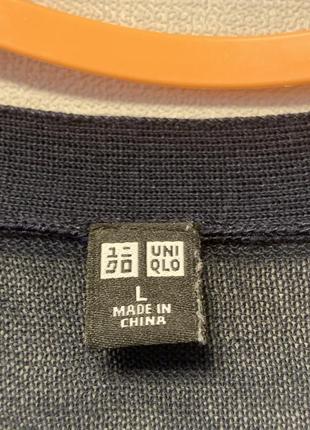 ユニ UNI
クロ QLO
L
MADE IN
CHINA